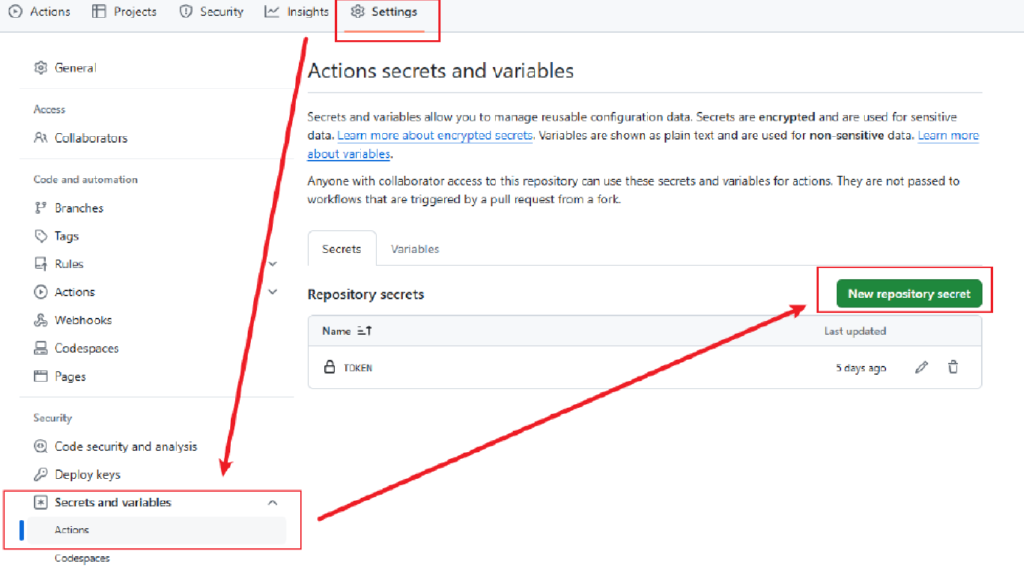 Actions Projects Security Insights Settings
General
Access
Collaborators
Code and automation
Branches
Tags
Rules
Actions
Webhooks
Codespaces
Pages
Security
Code security and analysis
Deploy keys
Secrets and variables
Actions
Codespaces
Actions secrets and variables
Secrets and variables allow you to manage reusable configuration data. Secrets are encrypted and are used for sensitive
data. Learn more about encrypted secrets. Variables are shown as plain text and are used for non-sensitive data. Learn more
about variables.
Anyone with collaborator access to this repository can use these secrets and variables for actions. They are not passed to
workflows that are triggered by a pull request from a fork.
Secrets Variables
Repository secrets New repository secret
Name Last updated
TOKEN 5 days ago